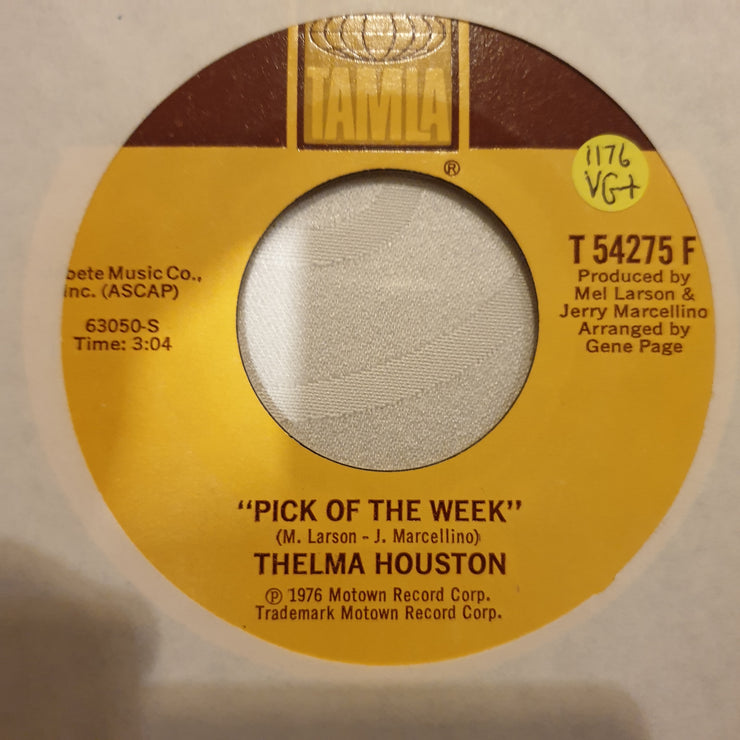 TAMLA
®
1176
VG+
T 54275 F
Produced by
Mel Larson &
Jerry Marcellino
Arranged by
Gene Page
bete Music Co.,
Inc. (ASCAP)
63050-S
Time: 3:04
"PICK OF THE WEEK"
(M. Larson - J. Marcellino)
THELMA HOUSTON
℗ 1976 Motown Record Corp.
Trademark Motown Record Corp.